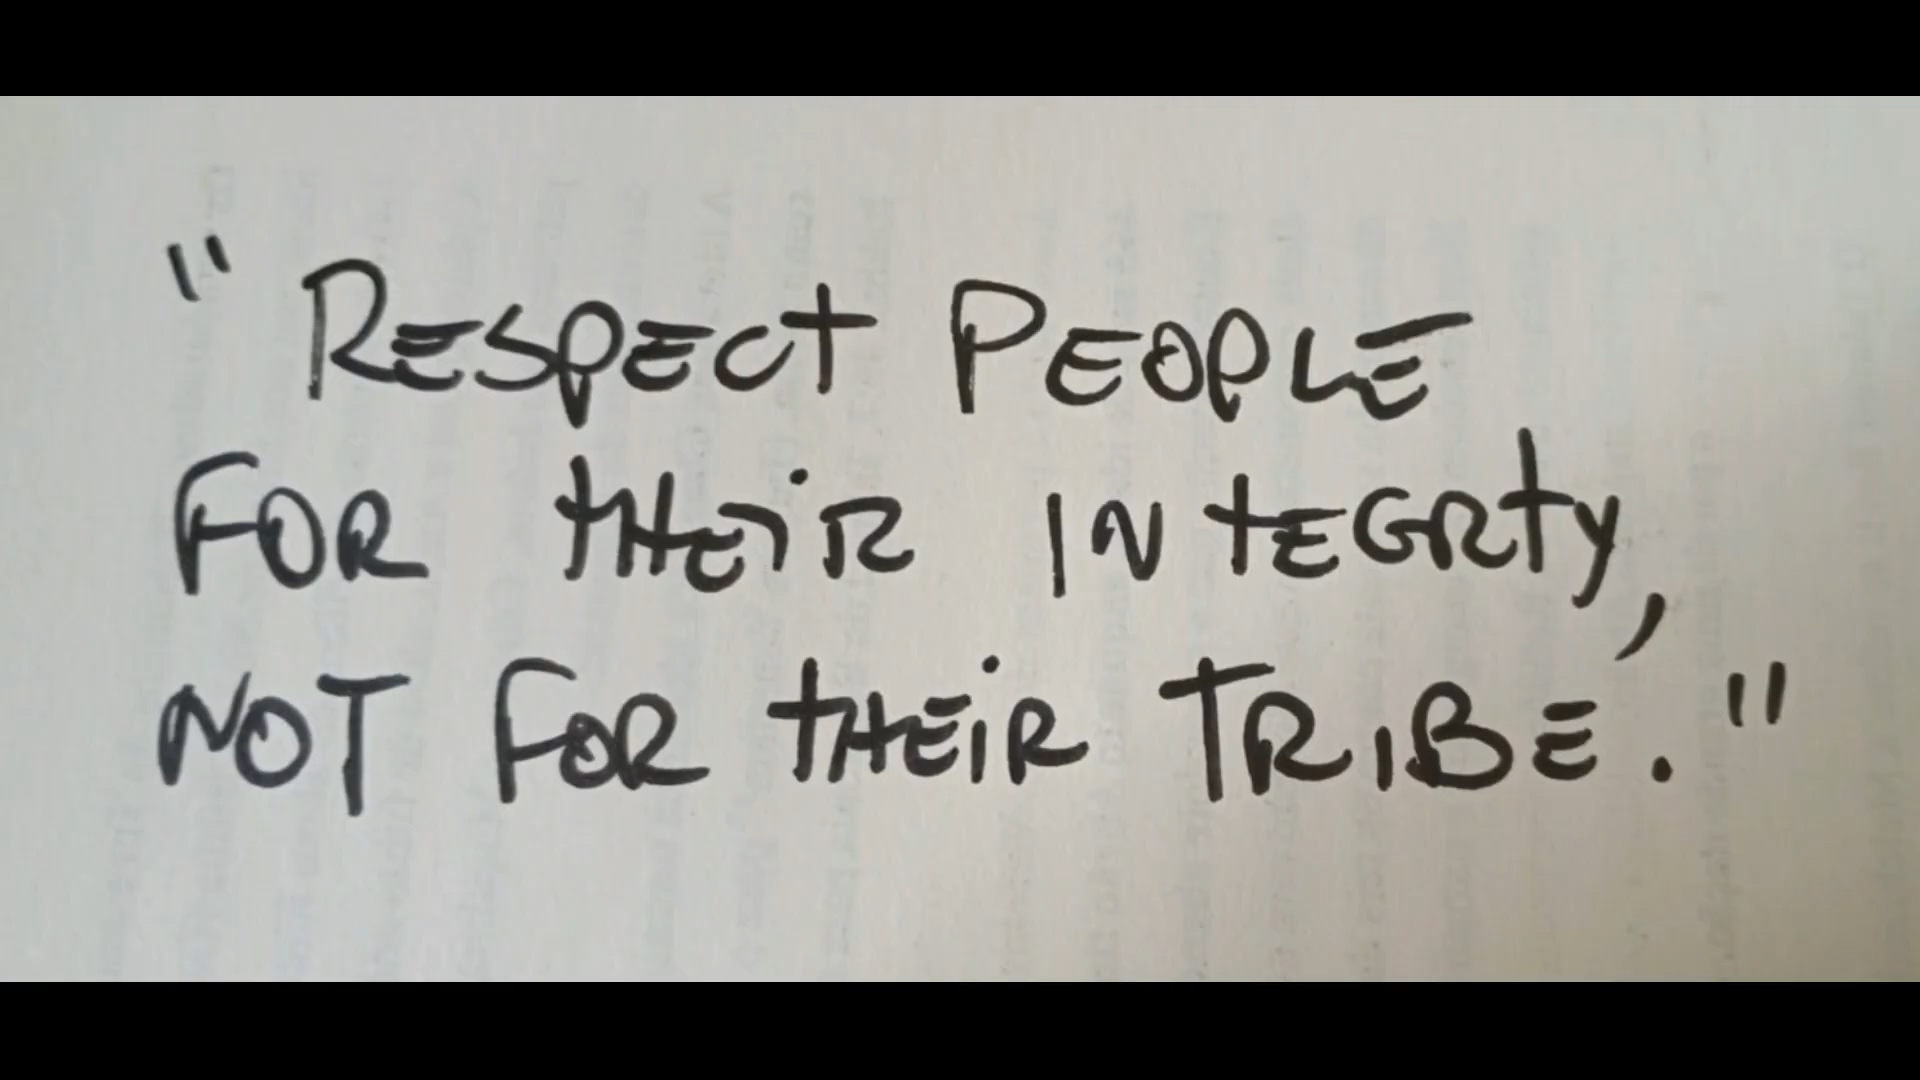 "RESPECT PEOPLE
FOR THEIR INTEGRTY,
NOT FOR THEIR TRIBE."